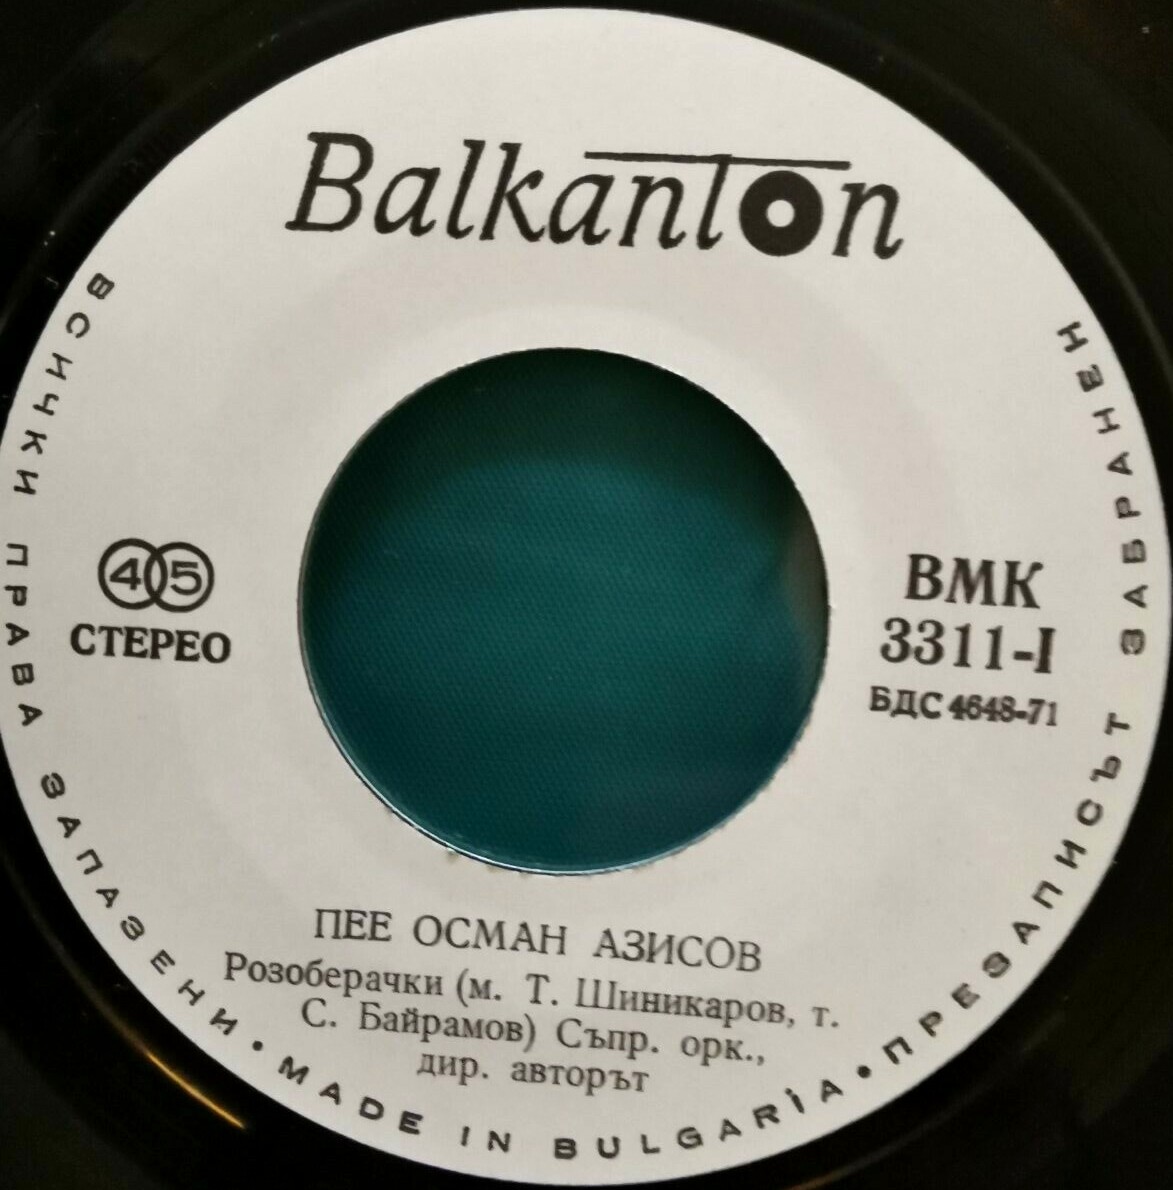 Balkanton
45
СТЕРЕО
ВМК
3311-I
БДС 4648-71
ПЕЕ ОСМАН АЗИСОВ
Розоберачки (м. Т. Шиникаров, т.
С. Байрамов) Съпр. орк.,
дир. авторът
ВСИЧКИ ПРАВА ЗАПАЗЕНИ • MADE IN BULGARIA • ПРЕЗАПИСЪТ ЗАБРАНЕН